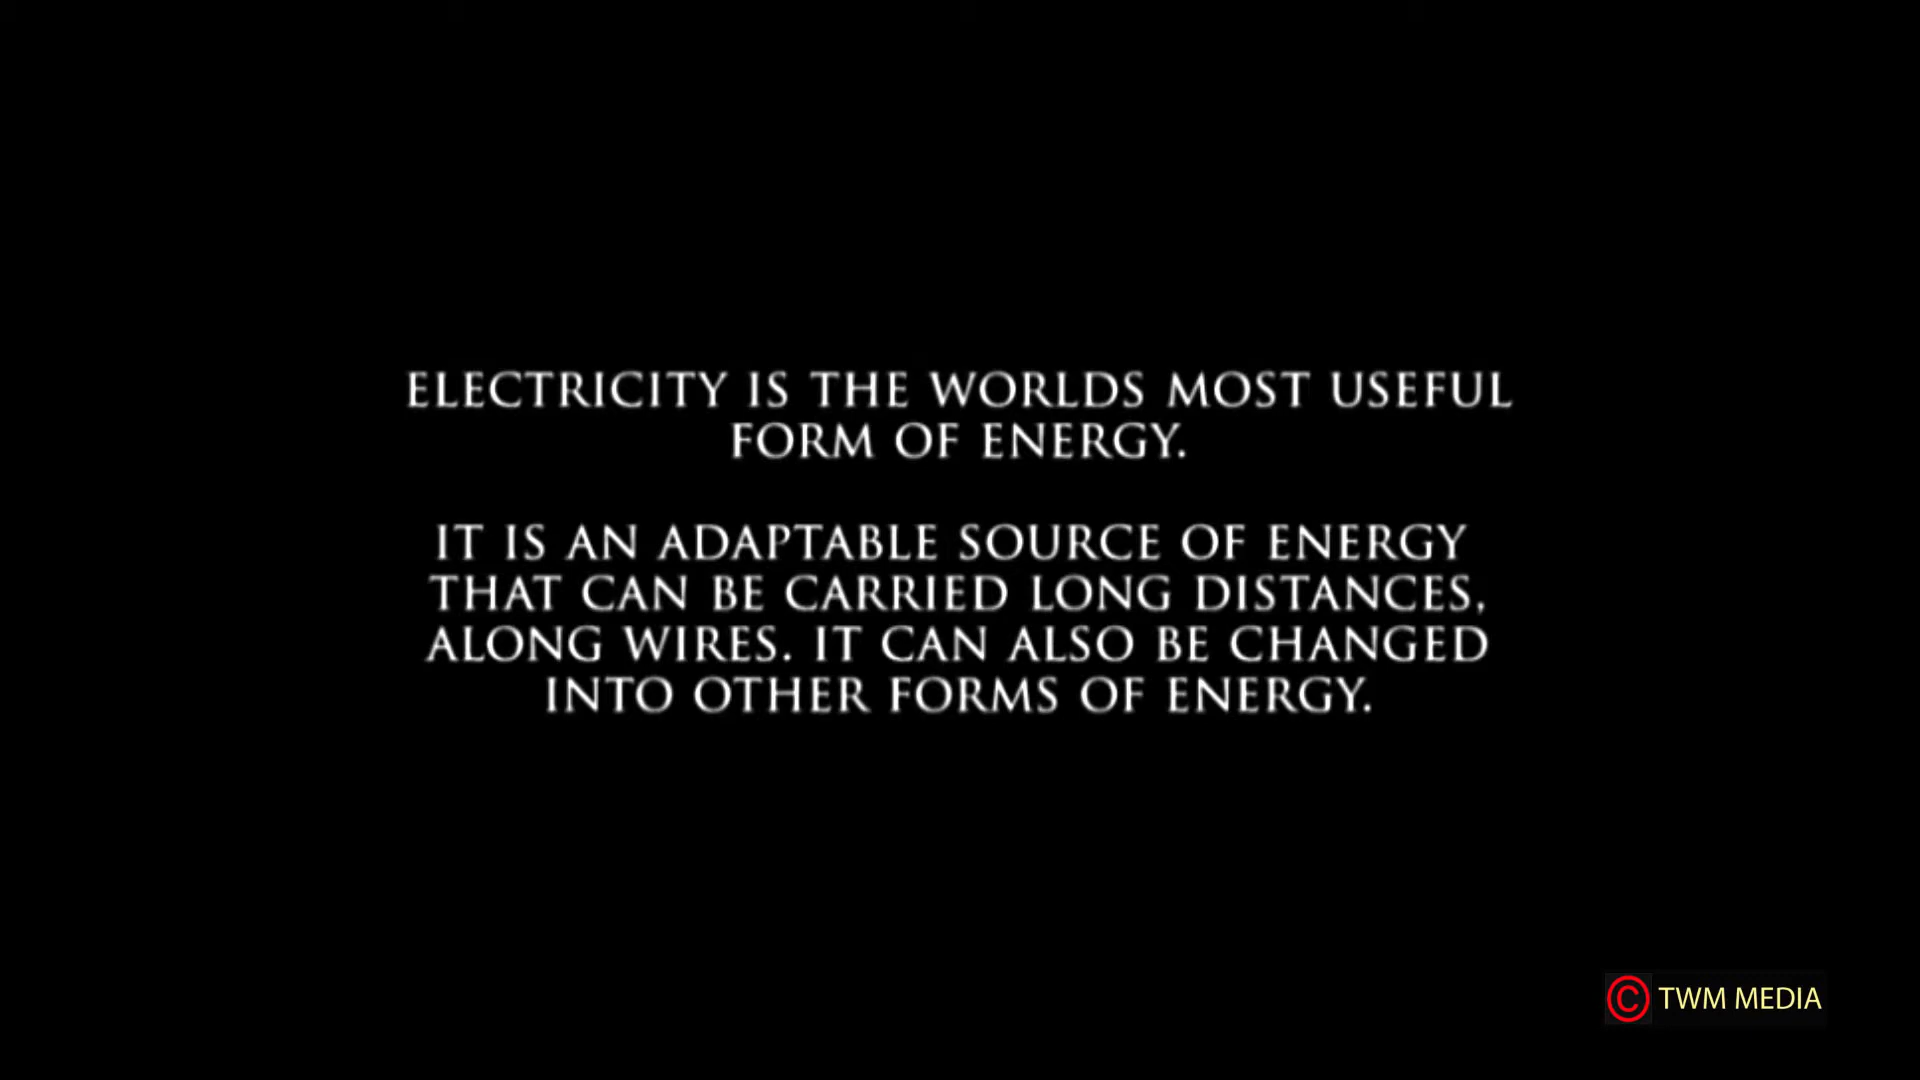 ELECTRICITY IS THE WORLDS MOST USEFUL
FORM OF ENERGY.
IT IS AN ADAPTABLE SOURCE OF ENERGY
THAT CAN BE CARRIED LONG DISTANCES,
ALONG WIRES. IT CAN ALSO BE CHANGED
INTO OTHER FORMS OF ENERGY.
© TWM MEDIA